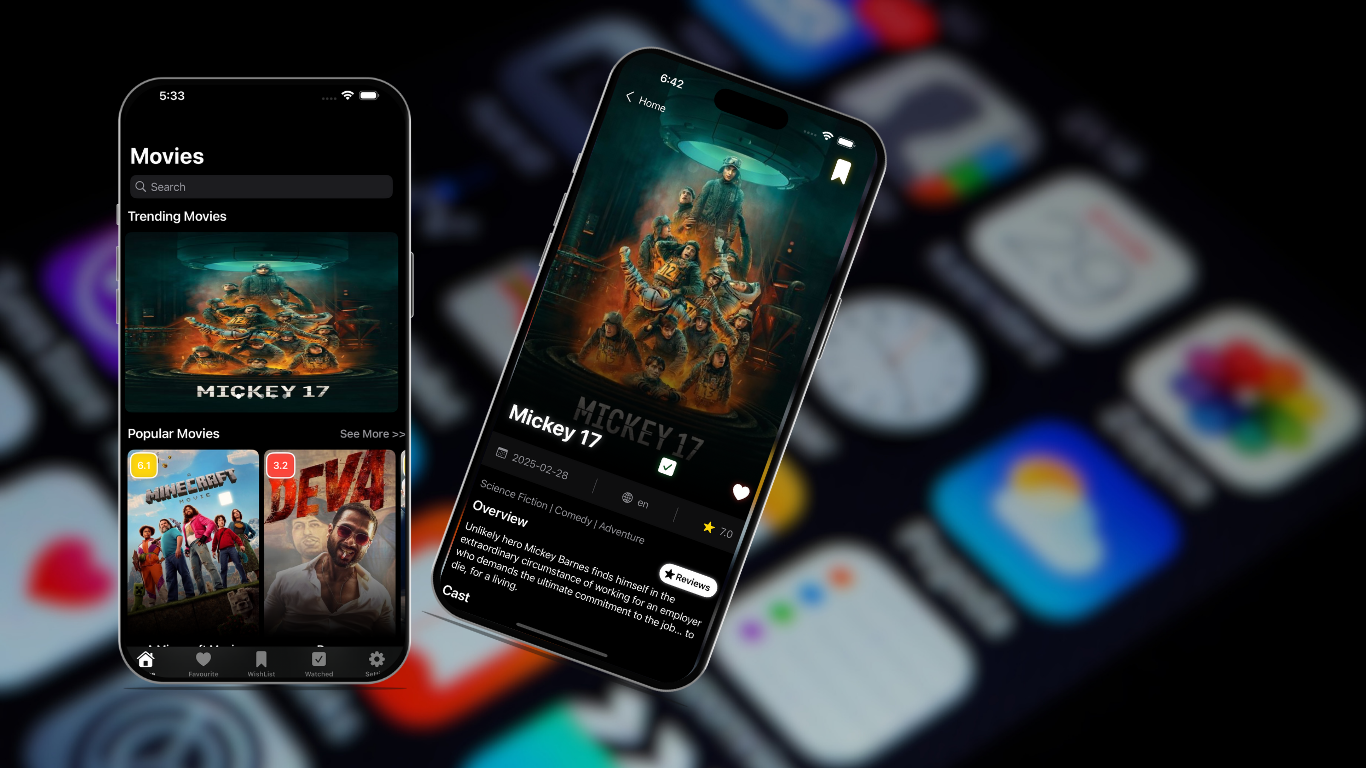 5:33
Movies
Search
Trending Movies
MICKEY 17
Popular Movies
See More >>
6.1
MINECRAFT
MOVIE
3.2
DEVA
Favourite
WishList
Watched
6:42
Home
12
MICKEY 17
Mickey 17
2025-02-28
en
7.0
Science Fiction | Comedy | Adventure
Overview
Unlikely hero Mickey Barnes finds himself in the
extraordinary circumstance of working for an employer
who demands the ultimate commitment to the job... to
die, for a living.
Reviews
Cast